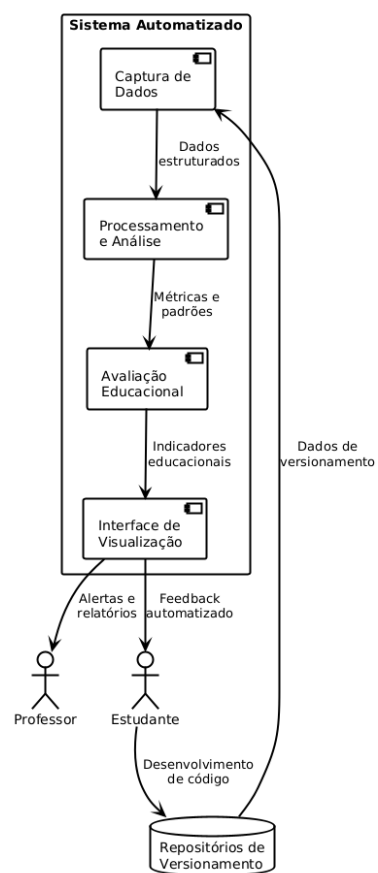 Sistema Automatizado
Captura de
Dados
Dados
estruturados
Processamento
e Análise
Métricas e
padrões
Avaliação
Educacional
Indicadores
educacionais
Dados de
versionamento
Interface de
Visualização
Alertas e
relatórios
Feedback
automatizado
Professor
Estudante
Desenvolvimento
de código
Repositórios de
Versionamento